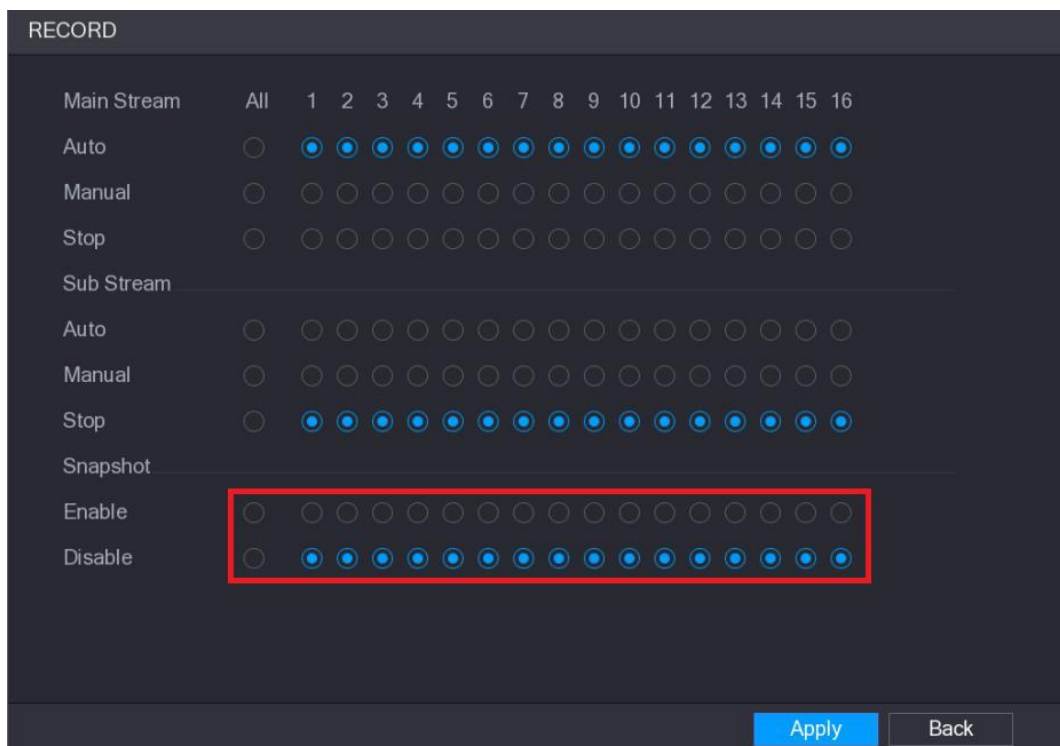 RECORD
Main Stream All 1 2 3 4 5 6 7 8 9 10 11 12 13 14 15 16
Auto
Manual
Stop
Sub Stream
Auto
Manual
Stop
Snapshot
Enable
Disable
Apply Back